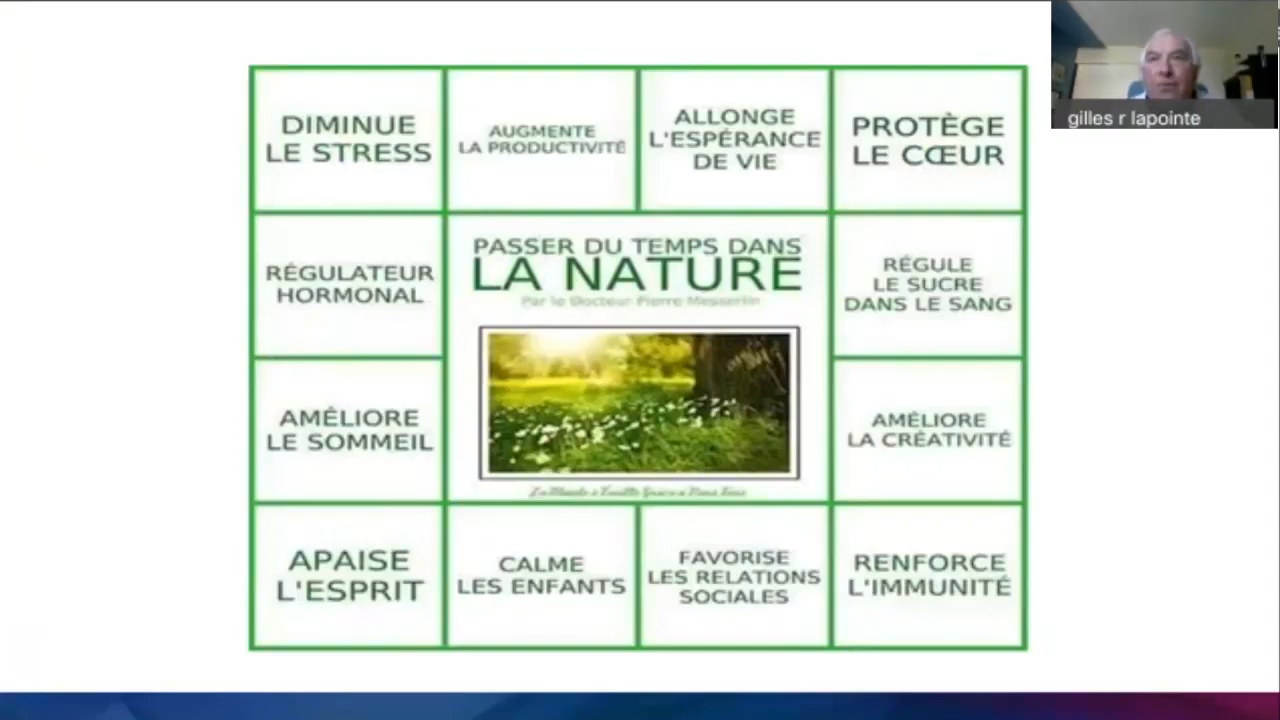 gilles r lapointe
DIMINUE
LE STRESS
AUGMENTE
LA PRODUCTIVITÉ
ALLONGE
L'ESPÉRANCE
DE VIE
PROTÈGE
LE CŒUR
RÉGULATEUR
HORMONAL
PASSER DU TEMPS DANS
LA NATURE
Par le Docteur Pierre
RÉGULE
LE SUCRE
DANS LE SANG
AMÉLIORE
LE SOMMEIL
AMÉLIORE
LA CRÉATIVITÉ
APAISE
L'ESPRIT
CALME
LES ENFANTS
FAVORISE
LES RELATIONS
SOCIALES
RENFORCE
L'IMMUNITÉ